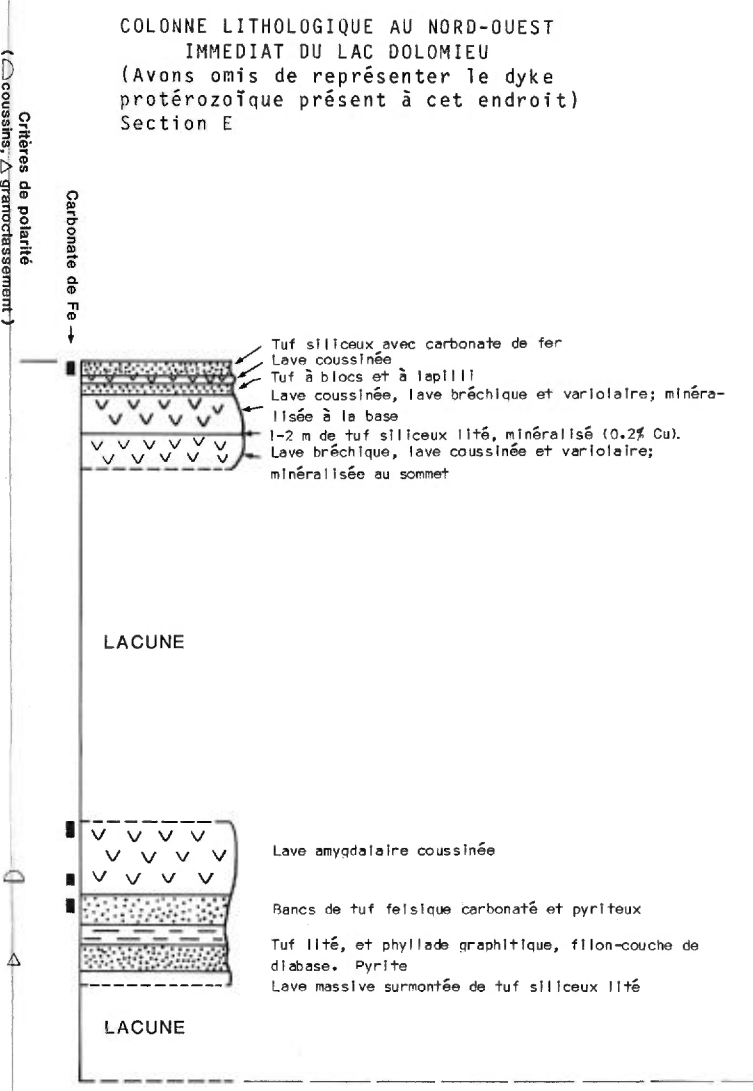 COLONNE LITHOLOGIQUE AU NORD-OUEST
IMMEDIAT DU LAC DOLOMIEU
(Avons omis de représenter le dyke
protérozoïque présent à cet endroit)
Section E
Critères de polarité
( coussins, granoclassement )
Carbonate de Fe
Tuf siliceux avec carbonate de fer
Lave coussinée
Tuf à blocs et à lapilli
Lave coussinée, lave bréchique et variolaire; minéra-
lisée à la base
1-2 m de tuf siliceux lité, minéralisé (0.2% Cu).
Lave bréchique, lave coussinée et variolaire;
minéralisée au sommet
LACUNE
Lave amygdalaire coussinée
Bancs de tuf felsique carbonaté et pyriteux
Tuf lité, et phyllade graphitique, filon-couche de
diabase. Pyrite
Lave massive surmontée de tuf siliceux lité
LACUNE